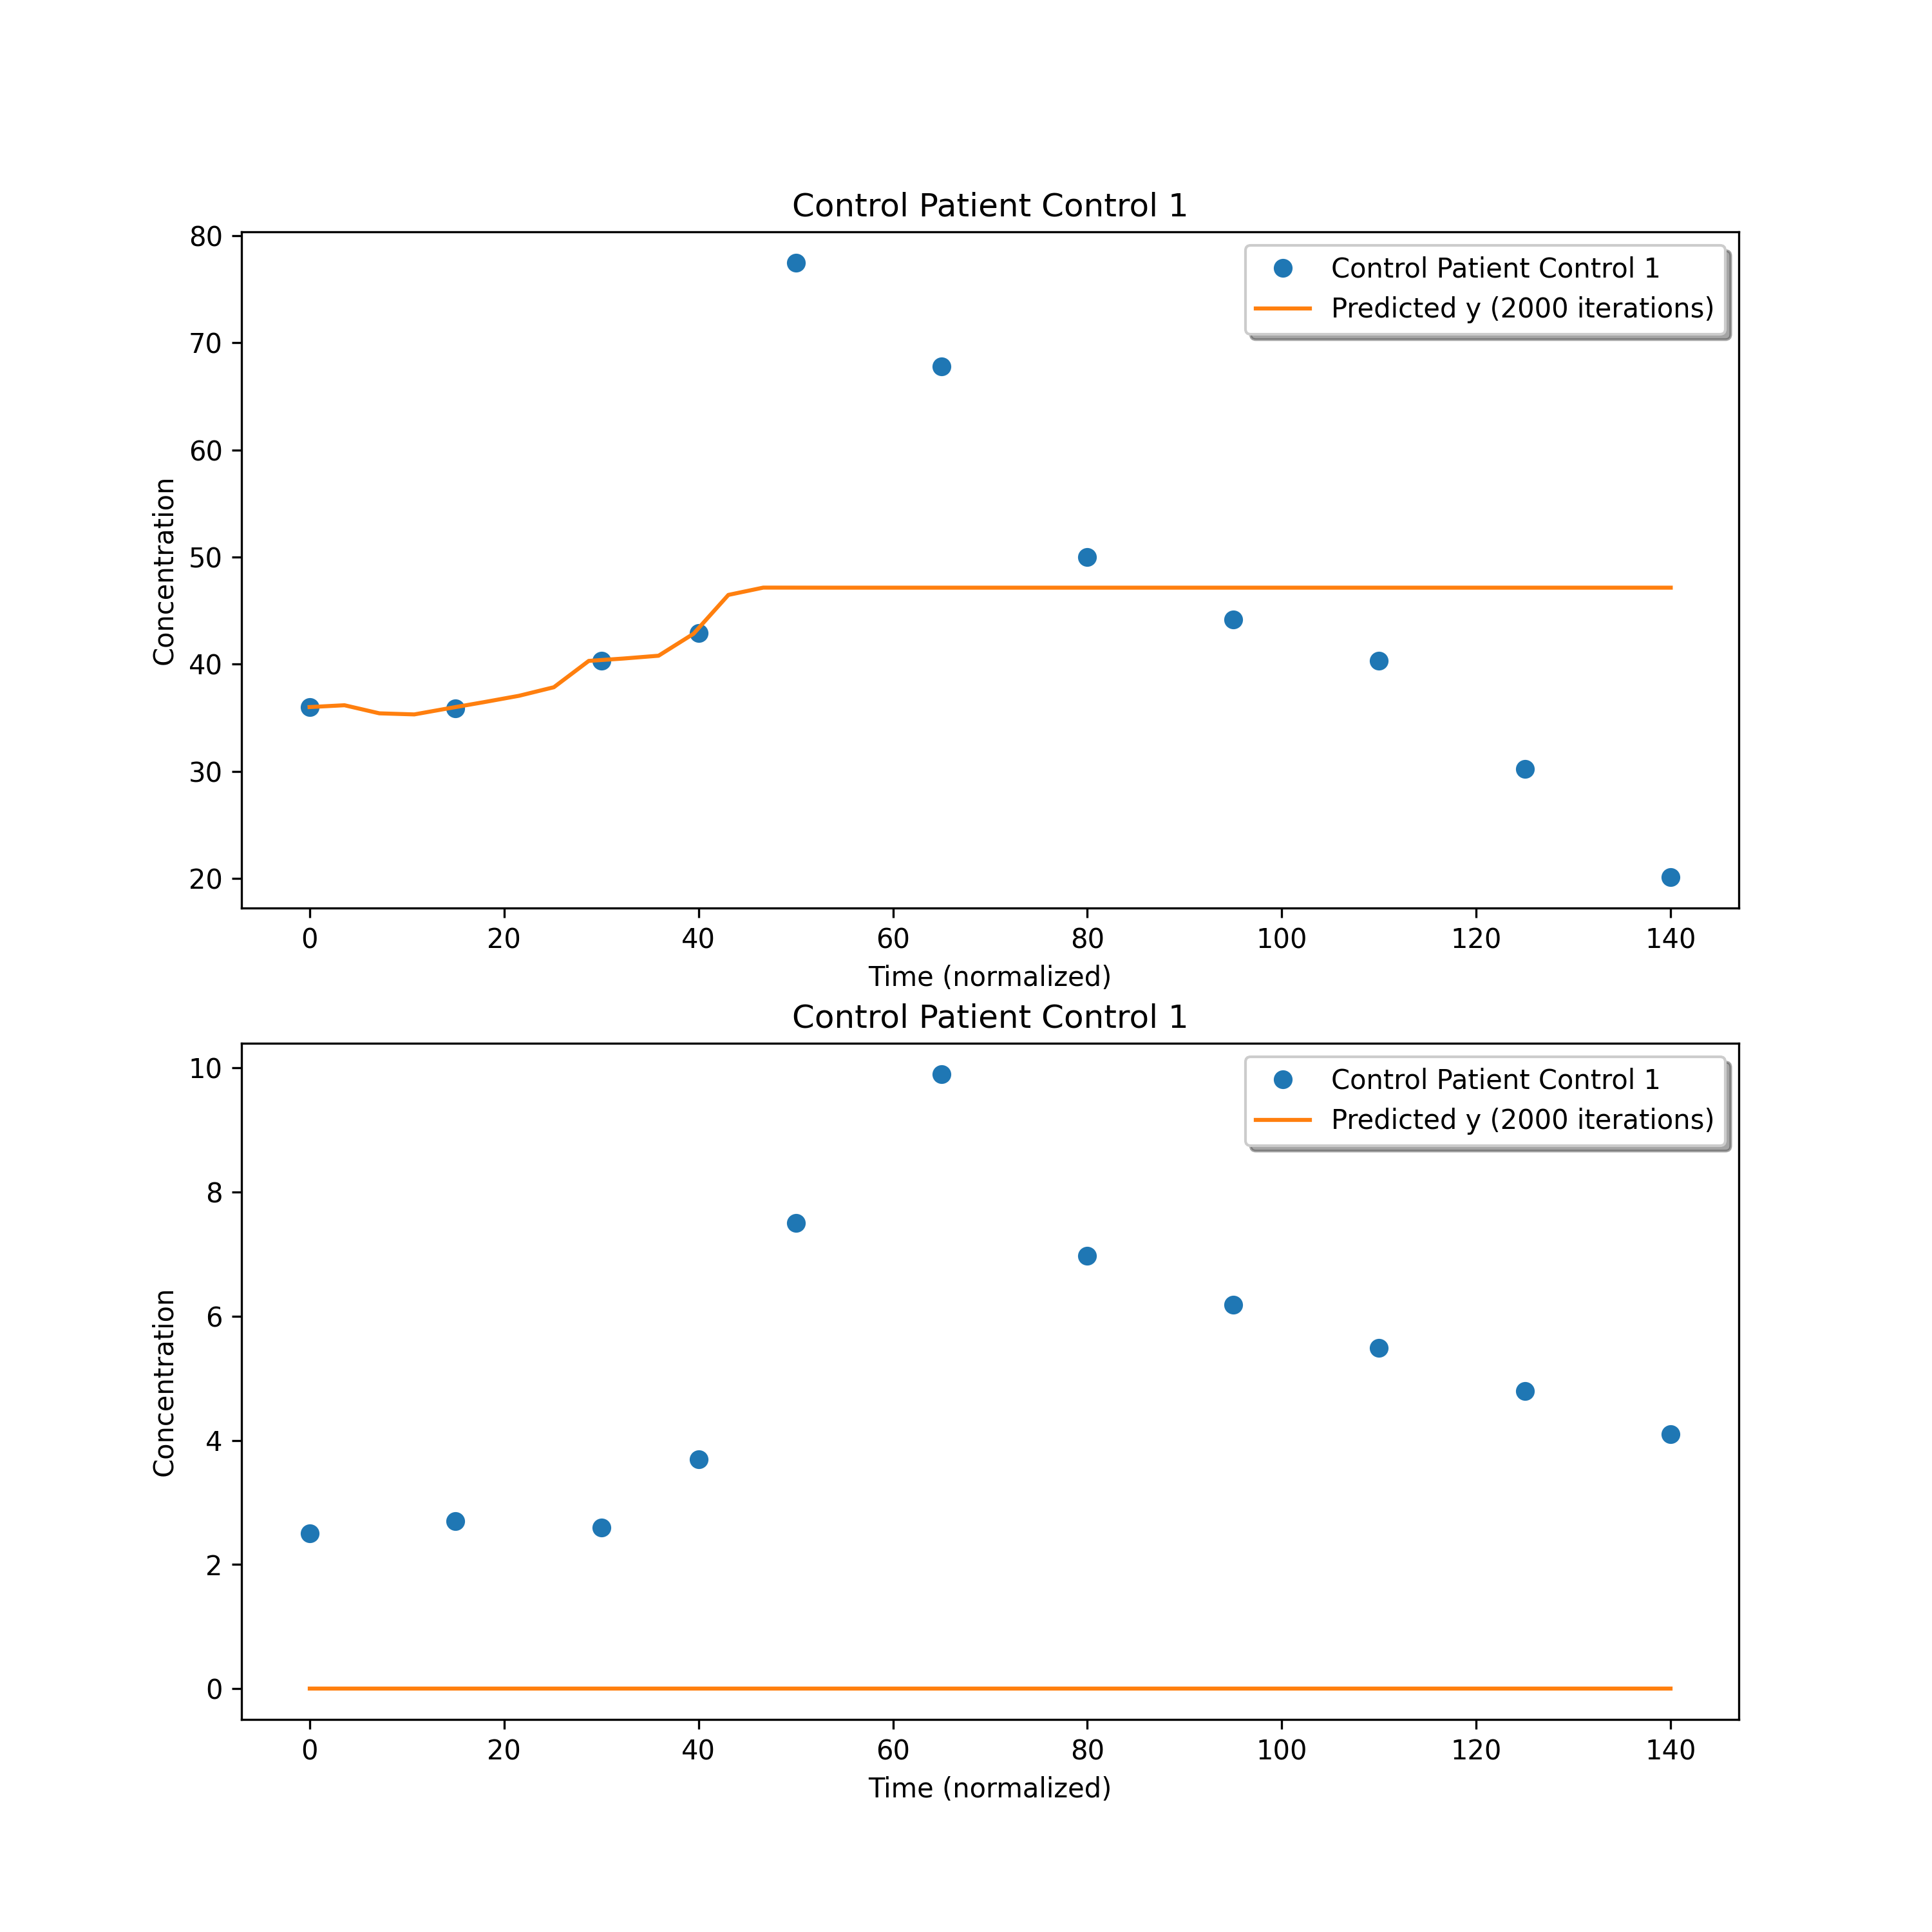 Control Patient Control 1
80
70
60
50
40
30
20
Concentration
Control Patient Control 1
Predicted y (2000 iterations)
0 20 40 60 80 100 120 140
Time (normalized)
Control Patient Control 1
10
8
6
4
2
0
Concentration
Control Patient Control 1
Predicted y (2000 iterations)
0 20 40 60 80 100 120 140
Time (normalized)